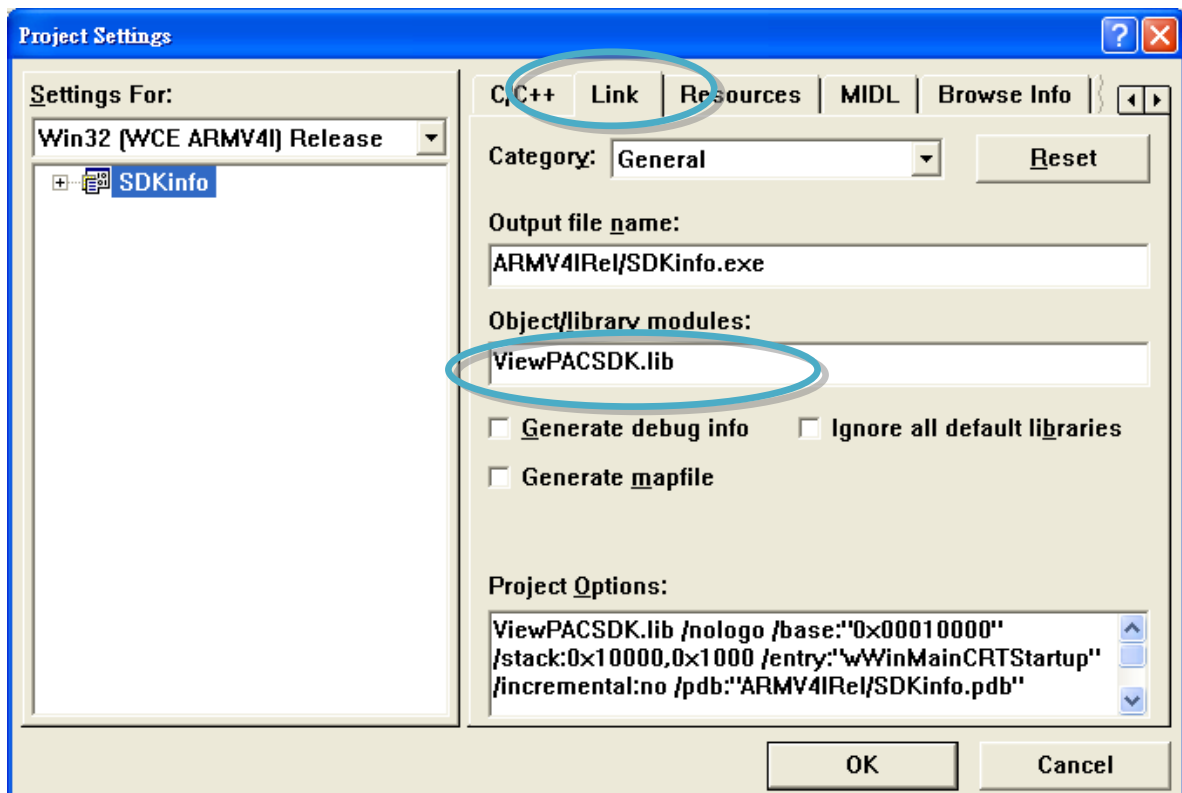 Project Settings
Settings For:
Win32 (WCE ARMV4I) Release
SDKinfo
C/C++ Link Resources MIDL Browse Info
Category: General Reset
Output file name:
ARMV4IRel/SDKinfo.exe
Object/library modules:
ViewPACSDK.lib
Generate debug info Ignore all default libraries
Generate mapfile
Project Options:
ViewPACSDK.lib /nologo /base:"0x00010000"
/stack:0x10000,0x1000 /entry:"wWinMainCRTStartup"
/incremental:no /pdb:"ARMV4IRel/SDKinfo.pdb"
OK Cancel